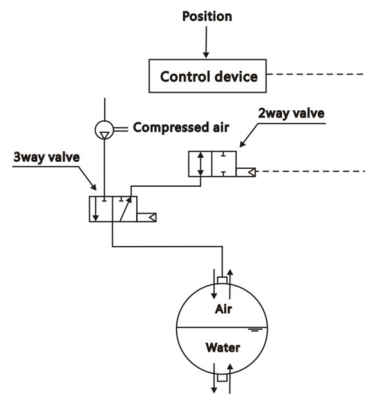 Position
Control device
2way valve
Compressed air
3way valve
Air
Water